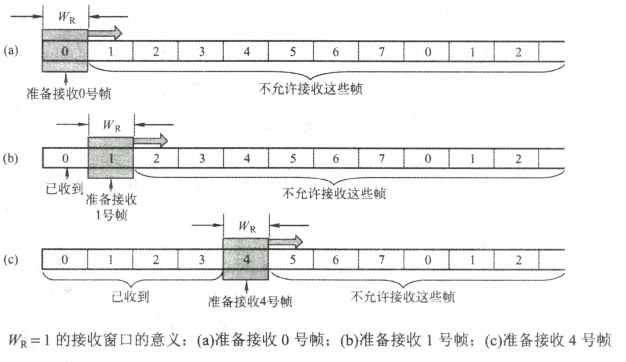 W_R
(a) 0 1 2 3 4 5 6 7 0 1 2
准备接收0号帧 不允许接收这些帧
W_R
(b) 0 1 2 3 4 5 6 7 0 1 2
已收到 准备接收 不允许接收这些帧
1号帧
W_R
(c) 0 1 2 3 4 5 6 7 0 1 2
已收到 准备接收4号帧 不允许接收这些帧
W_R=1 的接收窗口的意义：(a)准备接收 0 号帧；(b)准备接收 1 号帧；(c)准备接收 4 号帧